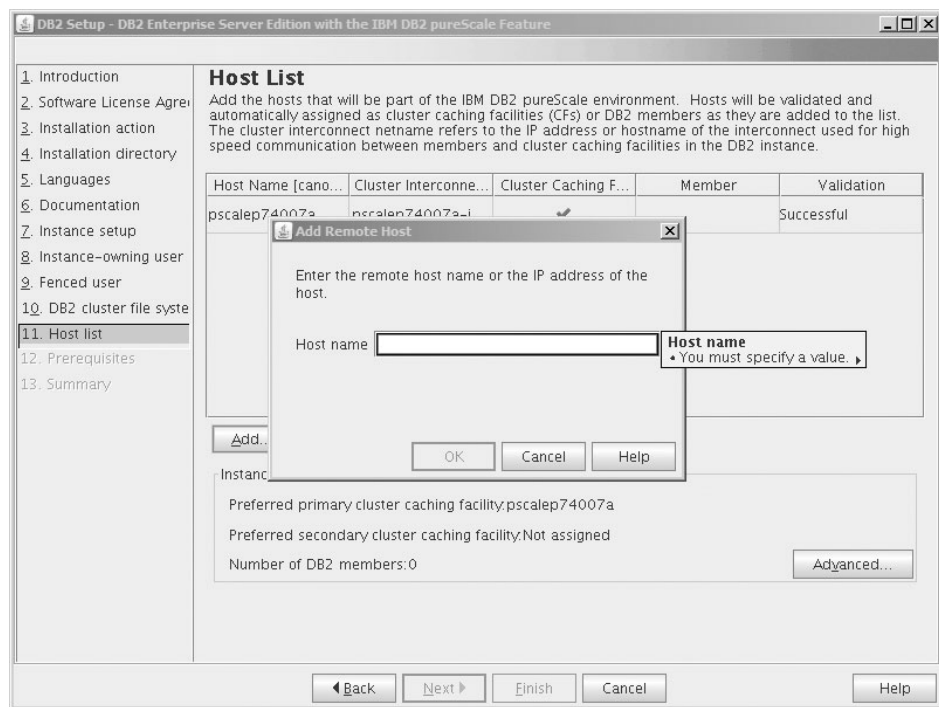 DB2 Setup - DB2 Enterprise Server Edition with the IBM DB2 pureScale Feature
1. Introduction
2. Software License Agre
3. Installation action
4. Installation directory
5. Languages
6. Documentation
7. Instance setup
8. Instance-owning user
9. Fenced user
10. DB2 cluster file syste
11. Host list
12. Prerequisites
13. Summary
Host List
Add the hosts that will be part of the IBM DB2 pureScale environment. Hosts will be validated and
automatically assigned as cluster caching facilities (CFs) or DB2 members as they are added to the list.
The cluster interconnect netname refers to the IP address or hostname of the interconnect used for high
speed communication between members and cluster caching facilities in the DB2 instance.
Host Name [cano... Cluster Interconne... Cluster Caching F... Member Validation
pscalep74007a pscalep74007a-i Successful
Add Remote Host
Enter the remote host name or the IP address of the
host.
Host name
Host name
• You must specify a value.
OK Cancel Help
Add..
Instanc
Preferred primary cluster caching facility:pscalep74007a
Preferred secondary cluster caching facility:Not assigned
Number of DB2 members:0
Advanced...
Back Next Finish Cancel Help